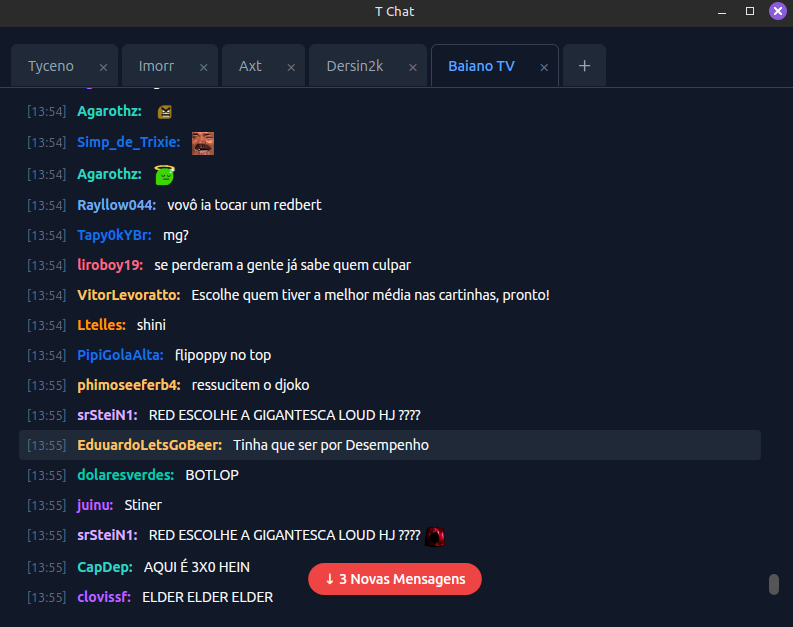 T Chat
Tyceno × Imorr × Axt × Dersin2k × Baiano TV × +
[13:54] Agarothz:
[13:54] Simp_de_Trixie:
[13:54] Agarothz:
[13:54] Rayllow044: vovô ia tocar um redbert
[13:54] Tapy0kYBr: mg?
[13:54] liroboy19: se perderam a gente já sabe quem culpar
[13:54] VitorLevoratto: Escolhe quem tiver a melhor média nas cartinhas, pronto!
[13:54] Ltelles: shini
[13:54] PipiGolaAlta: flipoppy no top
[13:55] phimoseeferb4: ressucitem o djoko
[13:55] srSteiN1: RED ESCOLHE A GIGANTESCA LOUD HJ ????
[13:55] EduuardoLetsGoBeer: Tinha que ser por Desempenho
[13:55] dolaresverdes: BOTLOP
[13:55] juinu: Stiner
[13:55] srSteiN1: RED ESCOLHE A GIGANTESCA LOUD HJ ????
[13:55] CapDep: AQUI É 3X0 HEIN
↓ 3 Novas Mensagens
[13:55] clovissf: ELDER ELDER ELDER